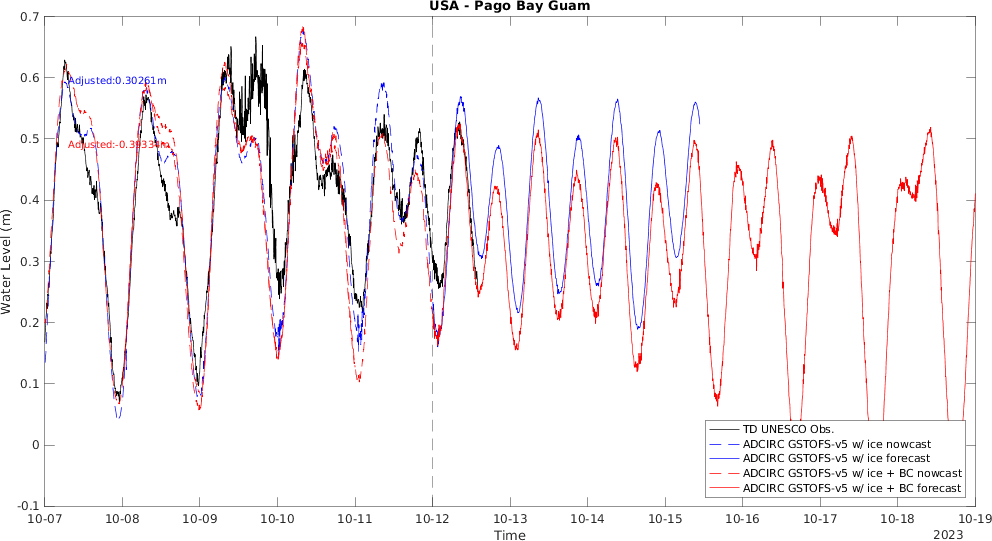 USA - Pago Bay Guam
0.7
0.6
0.5
0.4
0.3
0.2
0.1
0
-0.1
Water Level (m)
Adjusted:0.30261m
TD UNESCO Obs.
ADCIRC GSTOFS-v5 w/ ice nowcast
ADCIRC GSTOFS-v5 w/ ice forecast
ADCIRC GSTOFS-v5 w/ ice + BC nowcast
ADCIRC GSTOFS-v5 w/ ice + BC forecast
10-07 10-08 10-09 10-10 10-11 10-12 10-13 10-14 10-15 10-16 10-17 10-18 10-19
Time
2023